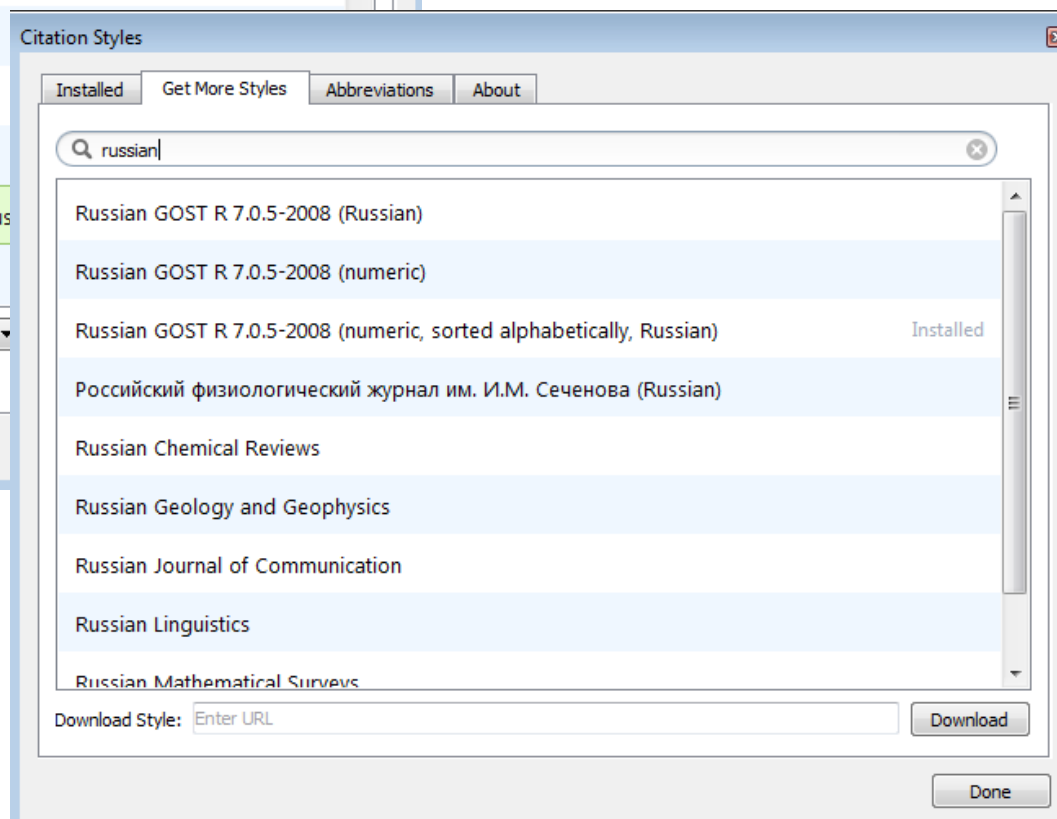 Citation Styles
Installed
Get More Styles
Abbreviations
About
russian
Russian GOST R 7.0.5-2008 (Russian)
Russian GOST R 7.0.5-2008 (numeric)
Russian GOST R 7.0.5-2008 (numeric, sorted alphabetically, Russian)
Installed
Российский физиологический журнал им. И.М. Сеченова (Russian)
Russian Chemical Reviews
Russian Geology and Geophysics
Russian Journal of Communication
Russian Linguistics
Russian Mathematical Surveys
Download Style:
Enter URL
Download
Done